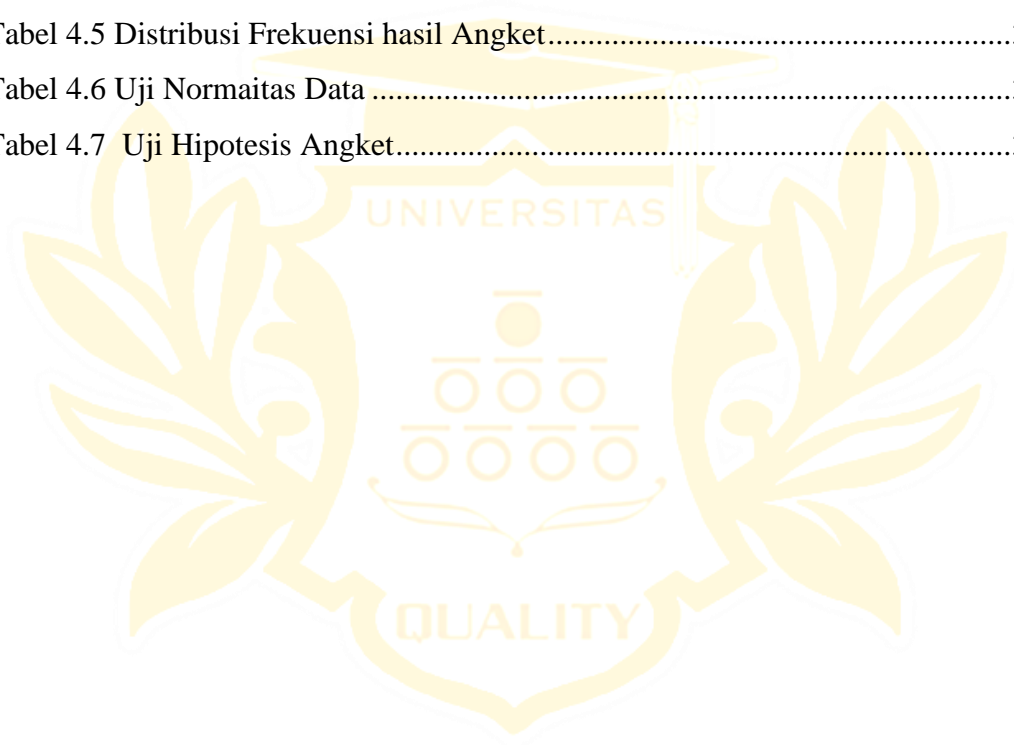 Tabel 4.5 Distribusi Frekuensi hasil Angket...........................................................
Tabel 4.6 Uji Normaitas Data .................................................................................
Tabel 4.7  Uji Hipotesis Angket..............................................................................
UNIVERSITAS
QUALITY